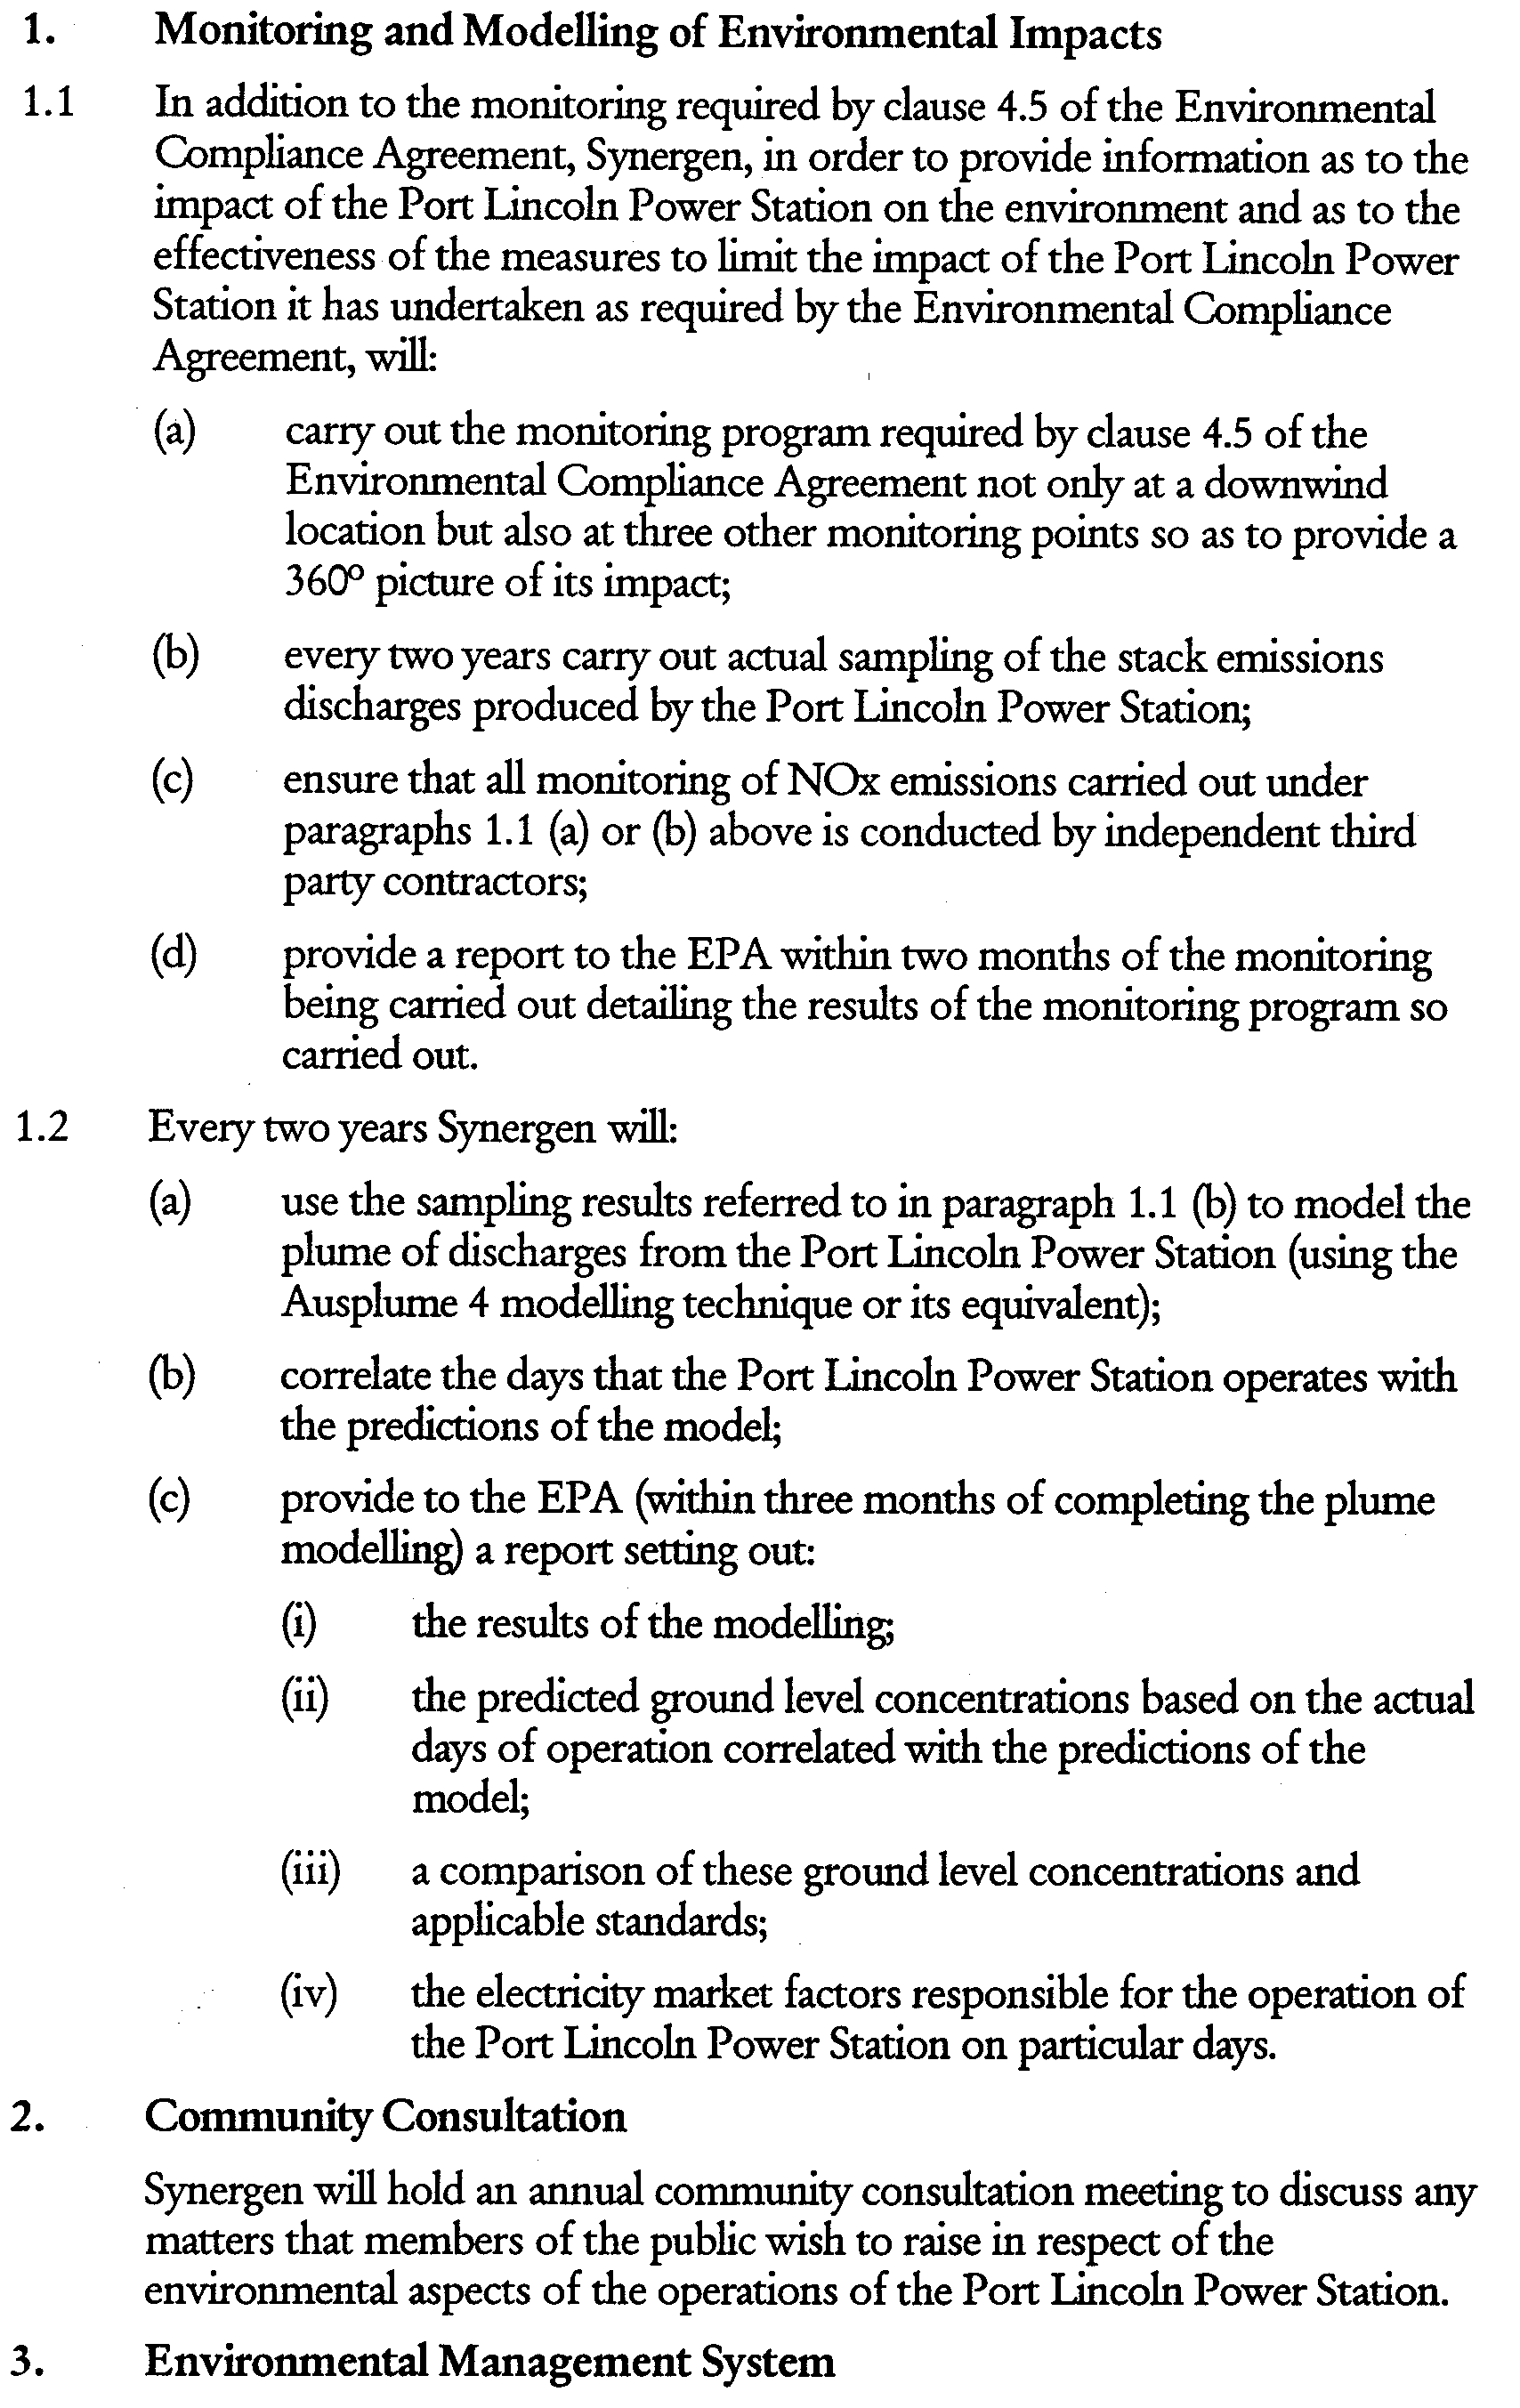 1. Monitoring and Modelling of Environmental Impacts
1.1 In addition to the monitoring required by clause 4.5 of the Environmental
Compliance Agreement, Synergen, in order to provide information as to the
impact of the Port Lincoln Power Station on the environment and as to the
effectiveness of the measures to limit the impact of the Port Lincoln Power
Station it has undertaken as required by the Environmental Compliance
Agreement, will:
(a) carry out the monitoring program required by clause 4.5 of the
Environmental Compliance Agreement not only at a downwind
location but also at three other monitoring points so as to provide a
360° picture of its impact;
(b) every two years carry out actual sampling of the stack emissions
discharges produced by the Port Lincoln Power Station;
(c) ensure that all monitoring of NOx emissions carried out under
paragraphs 1.1 (a) or (b) above is conducted by independent third
party contractors;
(d) provide a report to the EPA within two months of the monitoring
being carried out detailing the results of the monitoring program so
carried out.
1.2 Every two years Synergen will:
(a) use the sampling results referred to in paragraph 1.1 (b) to model the
plume of discharges from the Port Lincoln Power Station (using the
Ausplume 4 modelling technique or its equivalent);
(b) correlate the days that the Port Lincoln Power Station operates with
the predictions of the model;
(c) provide to the EPA (within three months of completing the plume
modelling) a report setting out:
(i) the results of the modelling;
(ii) the predicted ground level concentrations based on the actual
days of operation correlated with the predictions of the
model;
(iii) a comparison of these ground level concentrations and
applicable standards;
(iv) the electricity market factors responsible for the operation of
the Port Lincoln Power Station on particular days.
2. Community Consultation
Synergen will hold an annual community consultation meeting to discuss any
matters that members of the public wish to raise in respect of the
environmental aspects of the operations of the Port Lincoln Power Station.
3. Environmental Management System